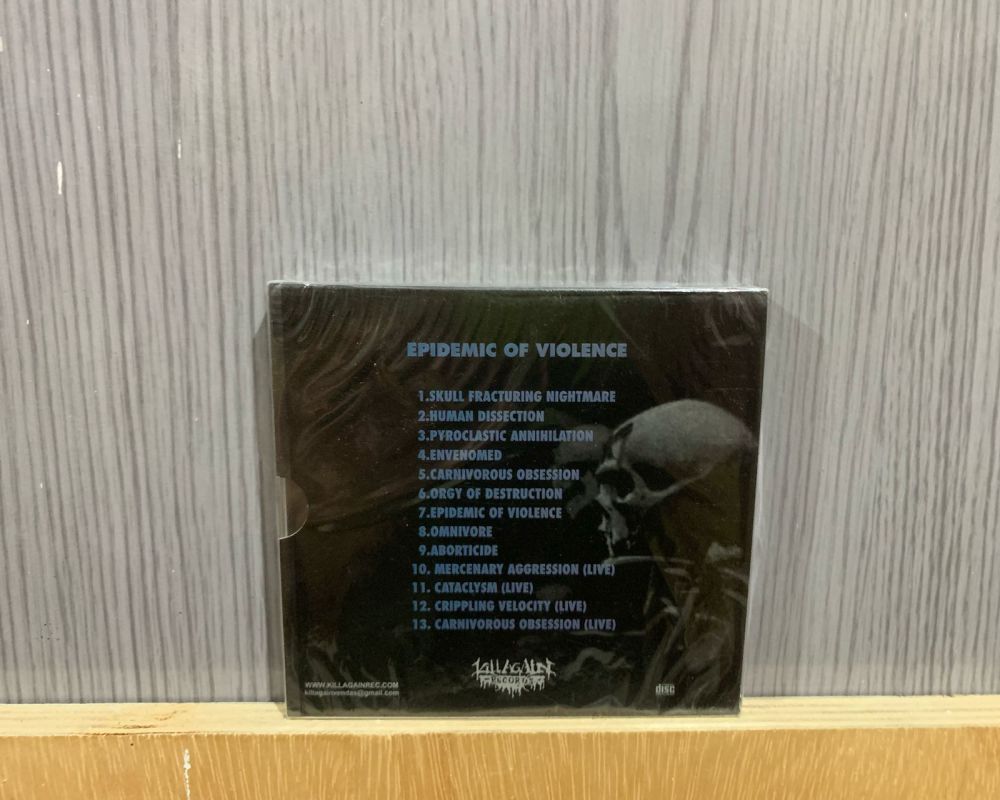 EPIDEMIC OF VIOLENCE
1.SKULL FRACTURING NIGHTMARE
2.HUMAN DISSECTION
3.PYROCLASTIC ANNIHILATION
4.ENVENOMED
5.CARNIVOROUS OBSESSION
6.ORGY OF DESTRUCTION
7.EPIDEMIC OF VIOLENCE
8.OMNIVORE
9.ABORTICIDE
10. MERCENARY AGGRESSION (LIVE)
11. CATACLYSM (LIVE)
12. CRIPPLING VELOCITY (LIVE)
13. CARNIVOROUS OBSESSION (LIVE)
KILLAGAIN
RECORDS
WWW.KILLAGAINREC.COM
killagainvendas@gmail.com
disc